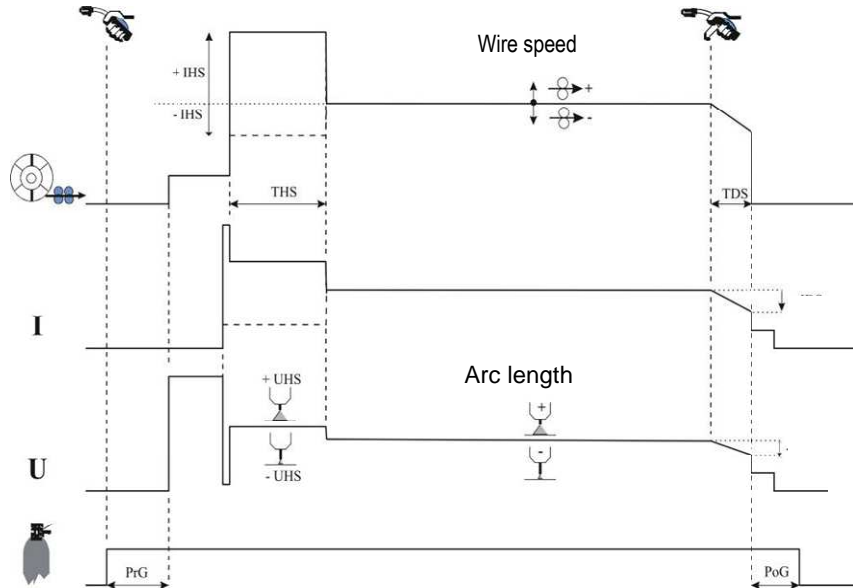 Wire speed
+ IHS
- IHS
+
-
THS
TDS
I
+ UHS
Arc length
+
-
- UHS
U
PrG
PoG